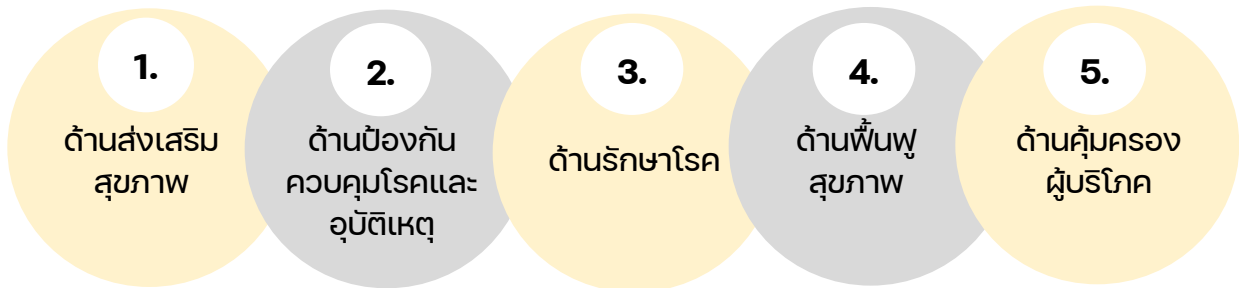 1.
ด้านส่งเสริม
สุขภาพ
2.
ด้านป้องกัน
ควบคุมโรคและ
อุบัติเหตุ
3.
ด้านรักษาโรค
4.
ด้านฟื้นฟู
สุขภาพ
5.
ด้านคุ้มครอง
ผู้บริโภค